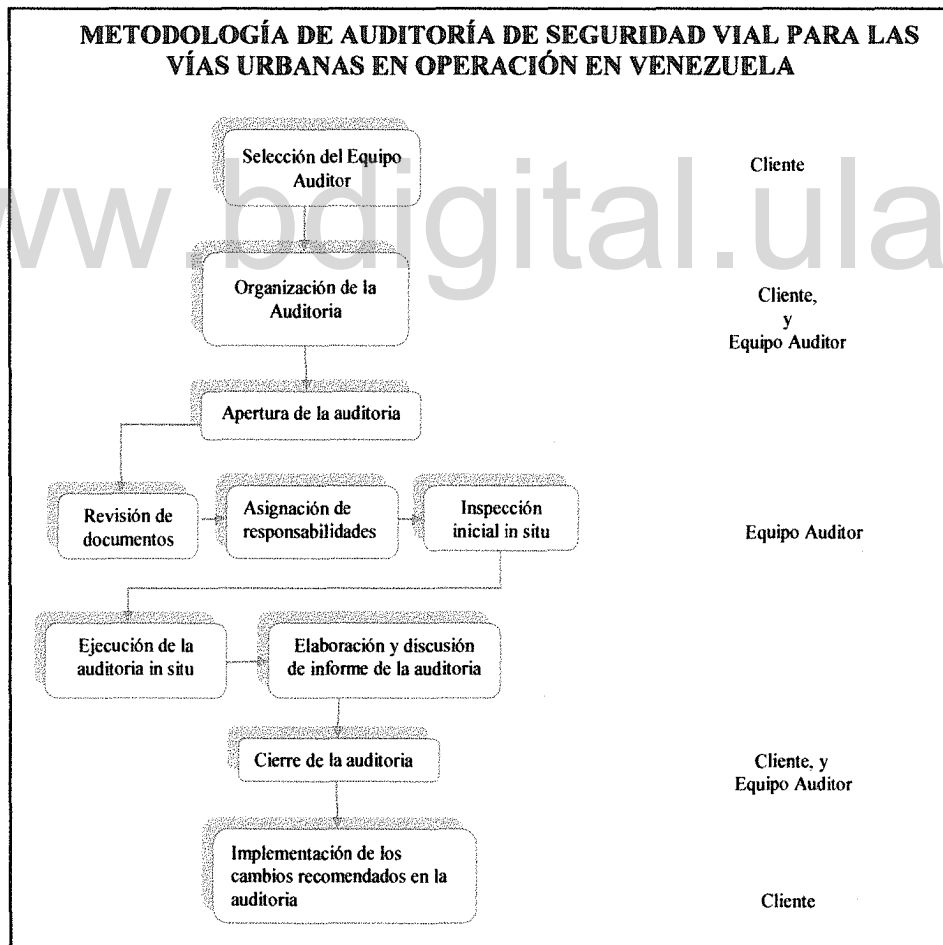 METODOLOGÍA DE AUDITORÍA DE SEGURIDAD VIAL PARA LAS
VÍAS URBANAS EN OPERACIÓN EN VENEZUELA
Selección del Equipo
Auditor
Cliente
www.bdigital.ula
Organización de la
Auditoria
Cliente,
y
Equipo Auditor
Apertura de la auditoria
Revisión de
documentos
Asignación de
responsabilidades
Inspección
inicial in situ
Equipo Auditor
Ejecución de la
auditoria in situ
Elaboración y discusión
de informe de la auditoria
Cierre de la auditoria
Cliente, y
Equipo Auditor
Implementación de los
cambios recomendados en la
auditoria
Cliente